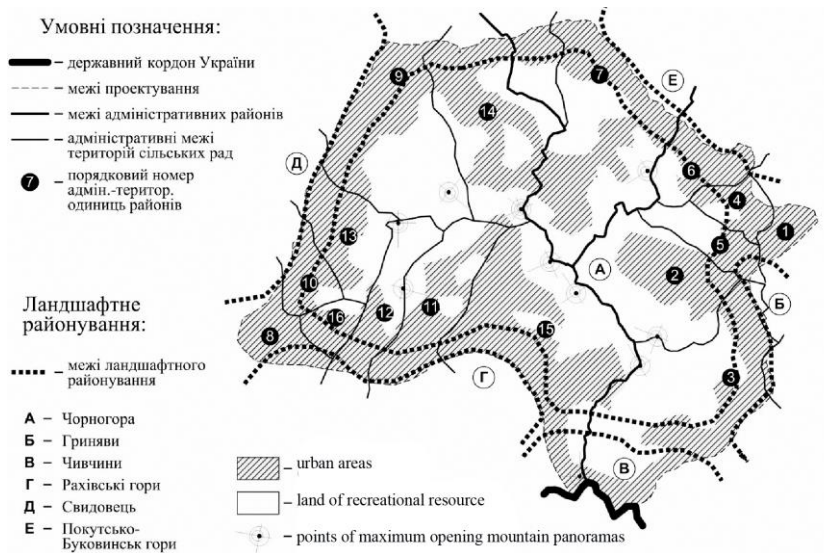 Умовні позначення:
– державний кордон України
– межі проектування
– межі адміністративних районів
– адміністративні межі
територій сільських рад
7 – порядковий номер
адмін.-територ.
одиниць районів
Ландшафтне
районування:
– межі ландшафтного
районування
А – Чорногора
Б – Гриняви
В – Чивчини
Г – Рахівські гори
Д – Свидовець
Е – Покутсько-
Буковинськ гори
– urban areas
– land of recreational resource
– points of maximum opening mountain panoramas
9
7
Е
14
Д
6
4
1
13
5
А
2
10
Б
12
11
16
8
15
3
Г
В